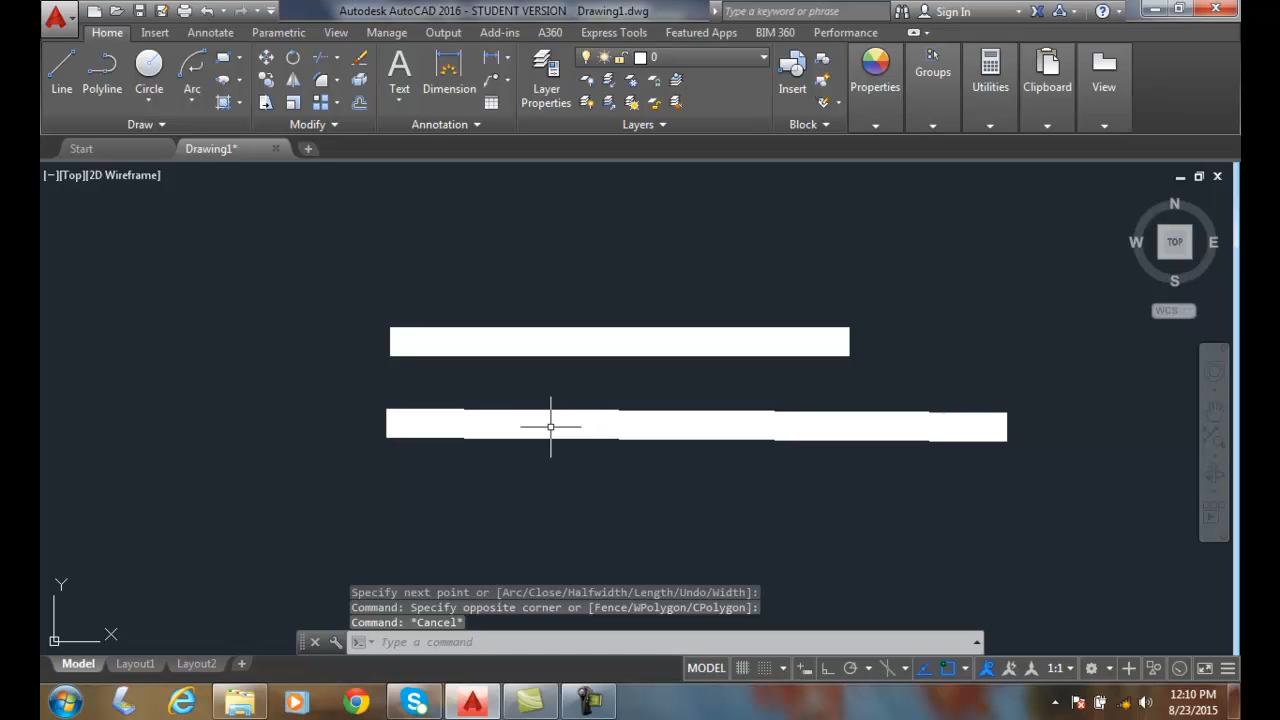 Autodesk AutoCAD 2016 - STUDENT VERSION Drawing1.dwg
Type a keyword or phrase
Sign In
Home Insert Annotate Parametric View Manage Output Add-ins A360 Express Tools Featured Apps BIM 360 Performance
0
Line Polyline Circle Arc Text Dimension Layer Properties Insert Properties Groups Utilities Clipboard View
Draw Modify Annotation Layers Block
Start Drawing1*
[−][Top][2D Wireframe]
N
W TOP E
S
WCS
Y
X
Specify next point or [Arc/Close/Halfwidth/Length/Undo/Width]:
Command: Specify opposite corner or [Fence/WPolygon/CPolygon]:
Command: *Cancel*
Type a command
Model Layout1 Layout2 MODEL 1:1
12:10 PM
8/23/2015